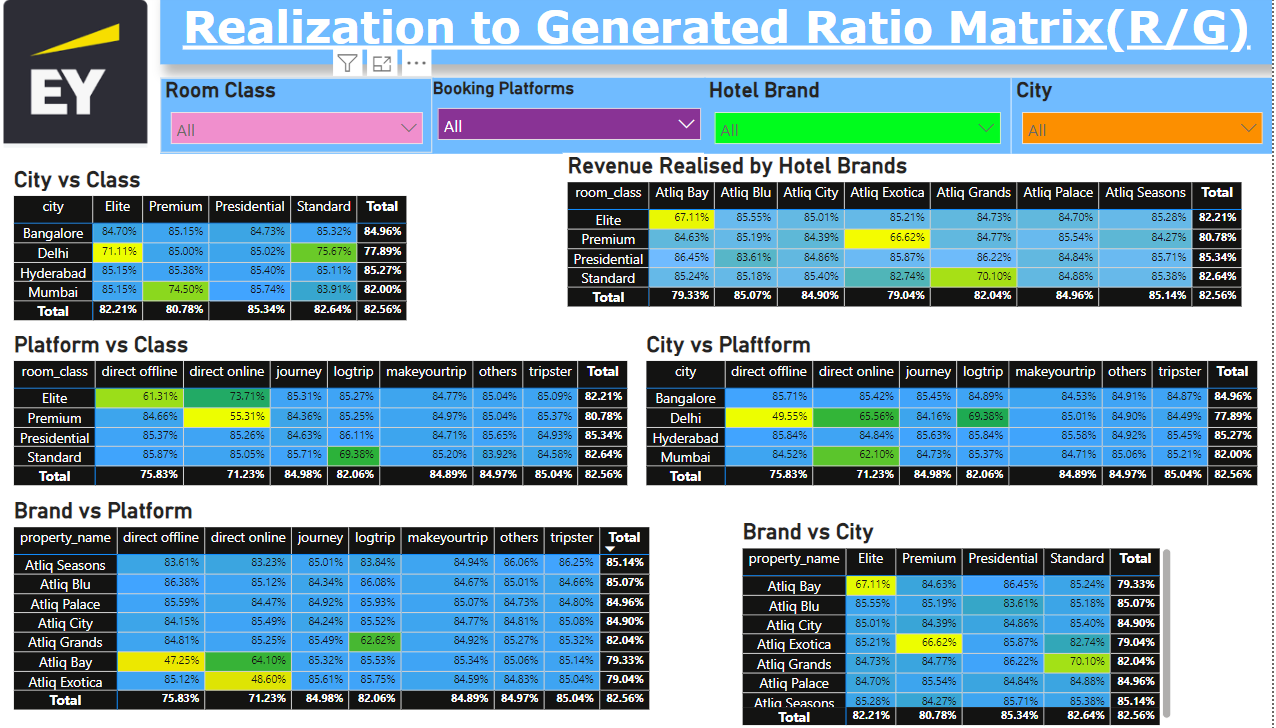 EY
Realization to Generated Ratio Matrix(R/G)
Room Class
All
Booking Platforms
All
Hotel Brand
All
City
All
City vs Class
city Elite Premium Presidential Standard Total
Bangalore 84.70% 85.15% 84.73% 85.32% 84.96%
Delhi 71.11% 85.00% 85.02% 75.67% 77.89%
Hyderabad 85.15% 85.38% 85.40% 85.11% 85.27%
Mumbai 85.15% 74.50% 85.74% 83.91% 82.00%
Total 82.21% 80.78% 85.34% 82.64% 82.56%
Revenue Realised by Hotel Brands
room_class Atliq Bay Atliq Blu Atliq City Atliq Exotica Atliq Grands Atliq Palace Atliq Seasons Total
Elite 67.11% 85.55% 85.01% 85.21% 84.73% 84.70% 85.28% 82.21%
Premium 84.63% 85.19% 84.39% 66.62% 84.77% 85.54% 84.27% 80.78%
Presidential 86.45% 83.61% 84.86% 85.87% 86.22% 84.84% 85.71% 85.34%
Standard 85.24% 85.18% 85.40% 82.74% 70.10% 84.88% 85.38% 82.64%
Total 79.33% 85.07% 84.90% 79.04% 82.04% 84.96% 85.14% 82.56%
Platform vs Class
room_class direct offline direct online journey logtrip makeyourtrip others tripster Total
Elite 61.31% 73.71% 85.31% 85.27% 84.77% 85.04% 85.09% 82.21%
Premium 84.66% 55.31% 84.36% 85.25% 84.97% 85.04% 85.37% 80.78%
Presidential 85.37% 85.26% 84.63% 86.11% 84.71% 85.65% 84.93% 85.34%
Standard 85.87% 85.05% 85.71% 69.38% 85.20% 83.92% 84.58% 82.64%
Total 75.83% 71.23% 84.98% 82.06% 84.89% 84.97% 85.04% 82.56%
City vs Plaftform
city direct offline direct online journey logtrip makeyourtrip others tripster Total
Bangalore 85.71% 85.42% 85.45% 84.89% 84.53% 84.91% 84.87% 84.96%
Delhi 49.55% 65.56% 84.16% 69.38% 85.01% 84.90% 84.49% 77.89%
Hyderabad 85.84% 84.84% 85.63% 85.84% 85.58% 84.92% 85.45% 85.27%
Mumbai 84.52% 62.10% 84.73% 85.37% 84.71% 85.06% 85.21% 82.00%
Total 75.83% 71.23% 84.98% 82.06% 84.89% 84.97% 85.04% 82.56%
Brand vs Platform
property_name direct offline direct online journey logtrip makeyourtrip others tripster Total
Atliq Seasons 83.61% 83.23% 85.01% 83.84% 84.94% 86.06% 86.25% 85.14%
Atliq Blu 86.38% 85.12% 84.34% 86.08% 84.67% 85.01% 84.66% 85.07%
Atliq Palace 85.59% 84.47% 84.92% 85.93% 85.07% 84.73% 84.80% 84.96%
Atliq City 84.15% 85.49% 84.24% 85.52% 84.77% 84.81% 85.08% 84.90%
Atliq Grands 84.81% 85.25% 85.49% 62.62% 84.92% 85.27% 85.32% 82.04%
Atliq Bay 47.25% 64.10% 85.32% 85.53% 85.34% 85.06% 85.14% 79.33%
Atliq Exotica 85.12% 48.60% 85.61% 85.75% 84.59% 84.83% 85.04% 79.04%
Total 75.83% 71.23% 84.98% 82.06% 84.89% 84.97% 85.04% 82.56%
Brand vs City
property_name Elite Premium Presidential Standard Total
Atliq Bay 67.11% 84.63% 86.45% 85.24% 79.33%
Atliq Blu 85.55% 85.19% 83.61% 85.18% 85.07%
Atliq City 85.01% 84.39% 84.86% 85.40% 84.90%
Atliq Exotica 85.21% 66.62% 85.87% 82.74% 79.04%
Atliq Grands 84.73% 84.77% 86.22% 70.10% 82.04%
Atliq Palace 84.70% 85.54% 84.84% 84.88% 84.96%
Atliq Seasons 85.28% 84.27% 85.71% 85.38% 85.14%
Total 82.21% 80.78% 85.34% 82.64% 82.56%